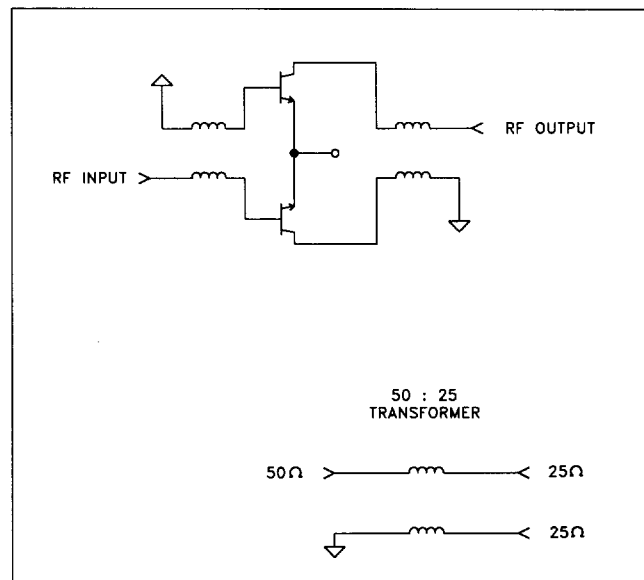 RF OUTPUT
RF INPUT
50 : 25
TRANSFORMER
50Ω
25Ω
25Ω